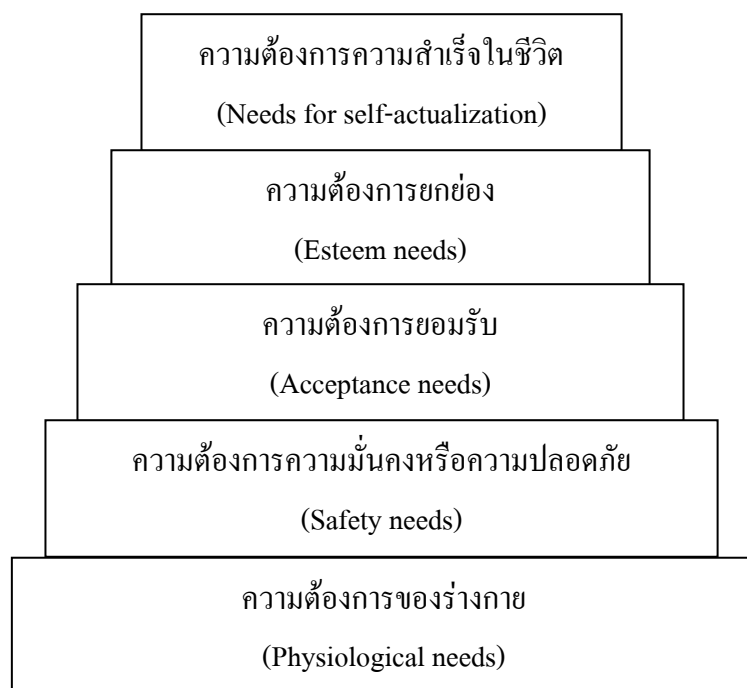 ความต้องการความสำเร็จในชีวิต
(Needs for self-actualization)
ความต้องการยกย่อง
(Esteem needs)
ความต้องการยอมรับ
(Acceptance needs)
ความต้องการความมั่นคงหรือความปลอดภัย
(Safety needs)
ความต้องการของร่างกาย
(Physiological needs)